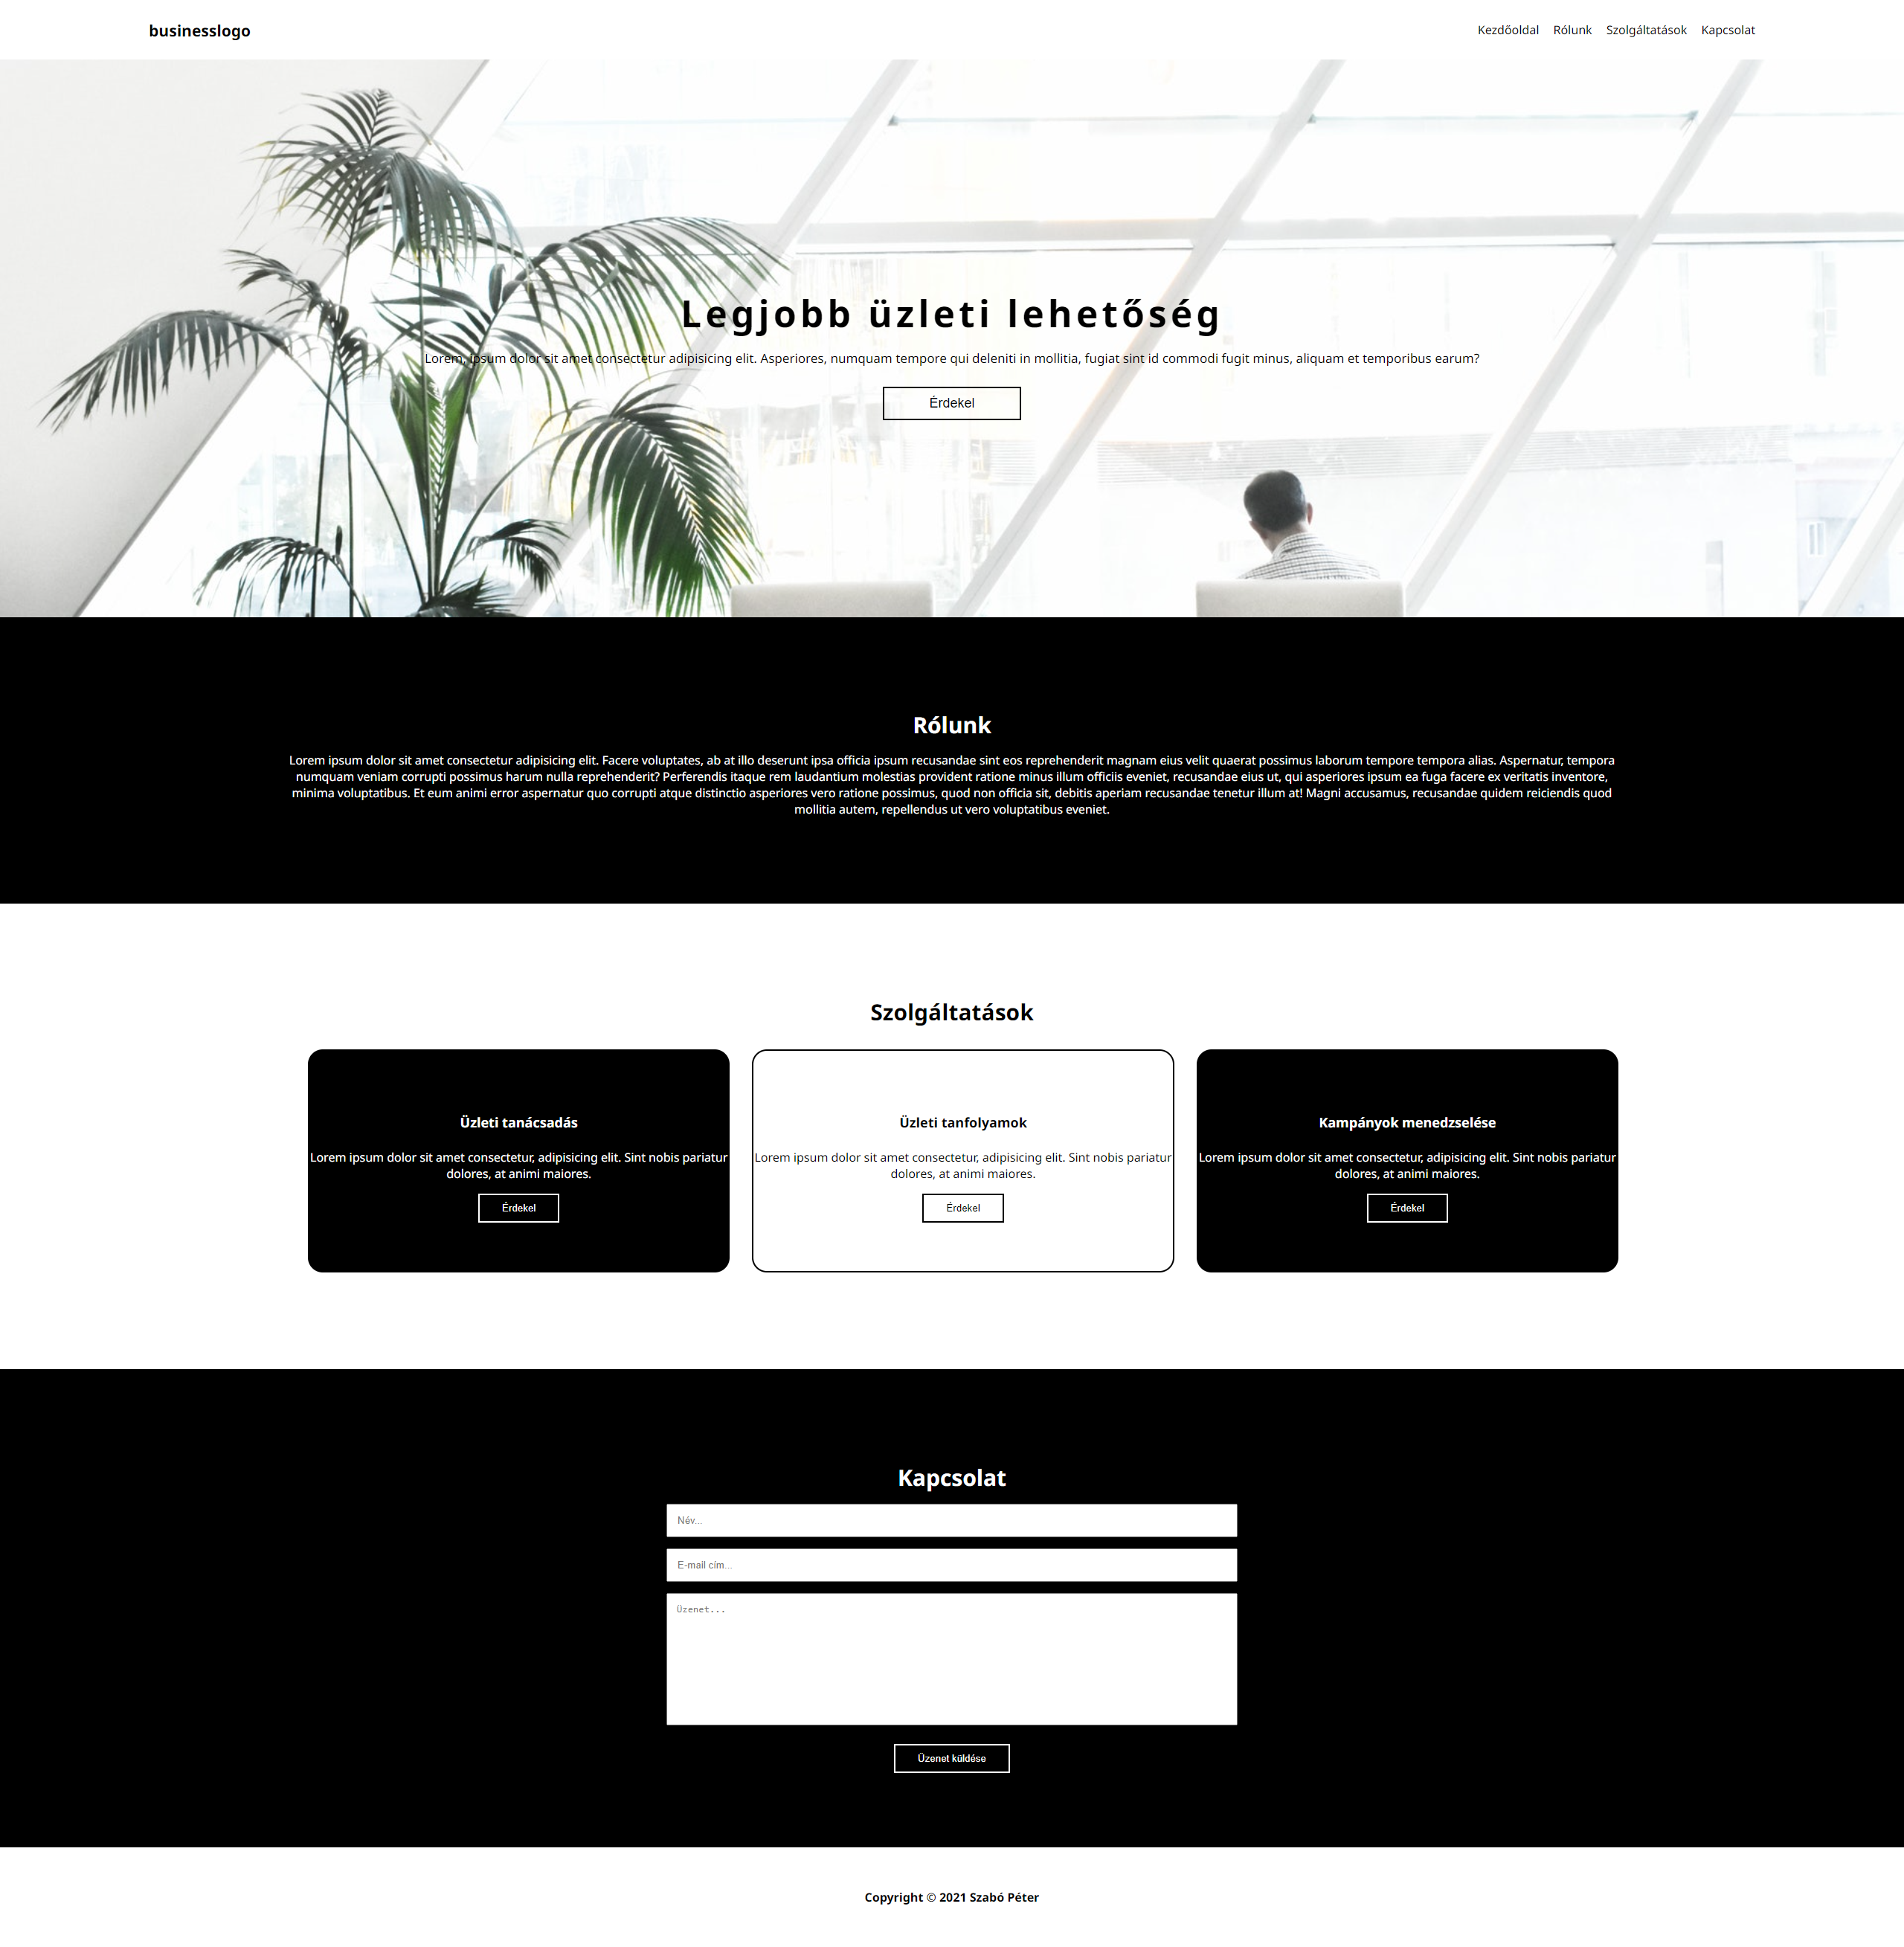 businesslogo
Kezdőoldal Rólunk Szolgáltatások Kapcsolat
Legjobb üzleti lehetőség
Lorem, ipsum dolor sit amet consectetur adipisicing elit. Asperiores, numquam tempore qui deleniti in mollitia, fugiat sint id commodi fugit minus, aliquam et temporibus earum?
Érdekel
Rólunk
Lorem ipsum dolor sit amet consectetur adipisicing elit. Facere voluptates, ab at illo deserunt ipsa officia ipsum recusandae sint eos reprehenderit magnam eius velit quaerat possimus laborum tempore tempora alias. Aspernatur, tempora
numquam veniam corrupti possimus harum nulla reprehenderit? Perferendis itaque rem laudantium molestias provident ratione minus illum officiis eveniet, recusandae eius ut, qui asperiores ipsum ea fuga facere ex veritatis inventore,
minima voluptatibus. Et eum animi error aspernatur quo corrupti atque distinctio asperiores vero ratione possimus, quod non officia sit, debitis aperiam recusandae tenetur illum at! Magni accusamus, recusandae quidem reiciendis quod
mollitia autem, repellendus ut vero voluptatibus eveniet.
Szolgáltatások
Üzleti tanácsadás
Lorem ipsum dolor sit amet consectetur, adipisicing elit. Sint nobis pariatur
dolores, at animi maiores.
Érdekel
Üzleti tanfolyamok
Lorem ipsum dolor sit amet consectetur, adipisicing elit. Sint nobis pariatur
dolores, at animi maiores.
Érdekel
Kampányok menedzselése
Lorem ipsum dolor sit amet consectetur, adipisicing elit. Sint nobis pariatur
dolores, at animi maiores.
Érdekel
Kapcsolat
Név...
E-mail cím...
Üzenet...
Üzenet küldése
Copyright © 2021 Szabó Péter